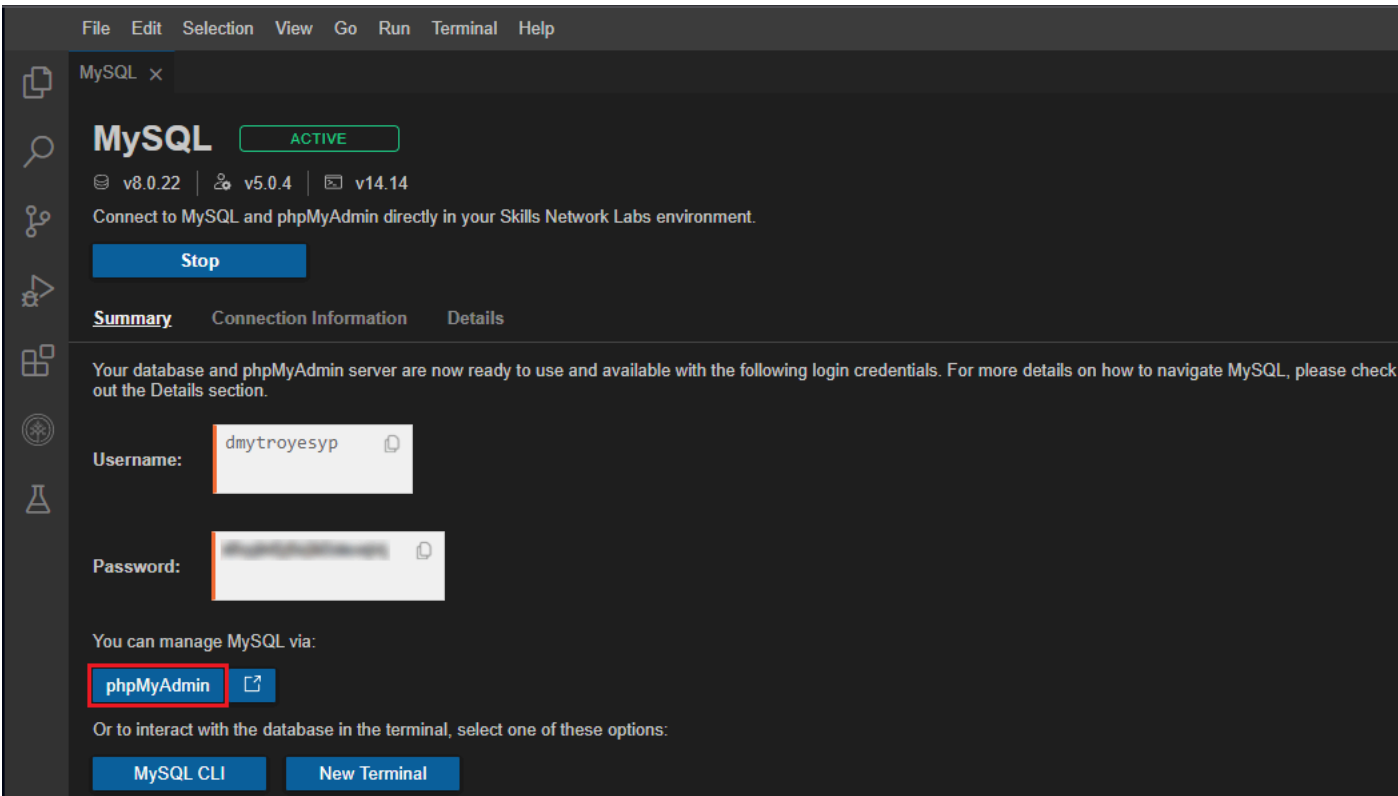 File Edit Selection View Go Run Terminal Help
MySQL
MySQL ACTIVE
v8.0.22 v5.0.4 v14.14
Connect to MySQL and phpMyAdmin directly in your Skills Network Labs environment.
Stop
Summary Connection Information Details
Your database and phpMyAdmin server are now ready to use and available with the following login credentials. For more details on how to navigate MySQL, please check
out the Details section.
Username: dmytroyesyp
Password:
You can manage MySQL via:
phpMyAdmin
Or to interact with the database in the terminal, select one of these options:
MySQL CLI New Terminal